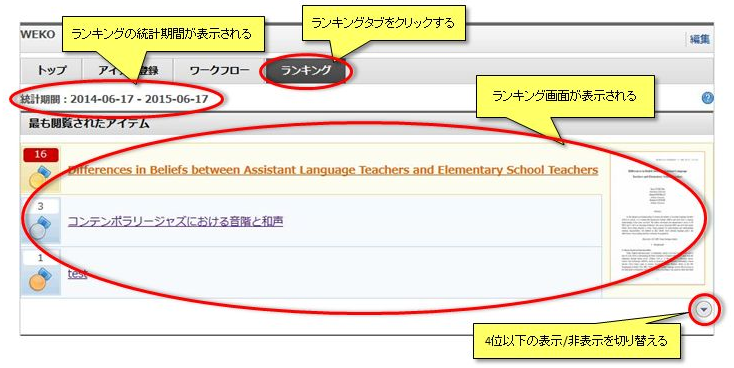 ランキングタブをクリックする
ランキングの統計期間が表示される
WEKO
編集
トップ
アイ 登録
ワークフロー
ランキング
統計期間 : 2014-06-17 - 2015-06-17
ランキング画面が表示される
最も閲覧されたアイテム
16
Differences in Beliefs between Assistant Language Teachers and Elementary School Teachers
3
コンテンポラリージャズにおける音階と和声
1
test
4位以下の表示/非表示を切り替える